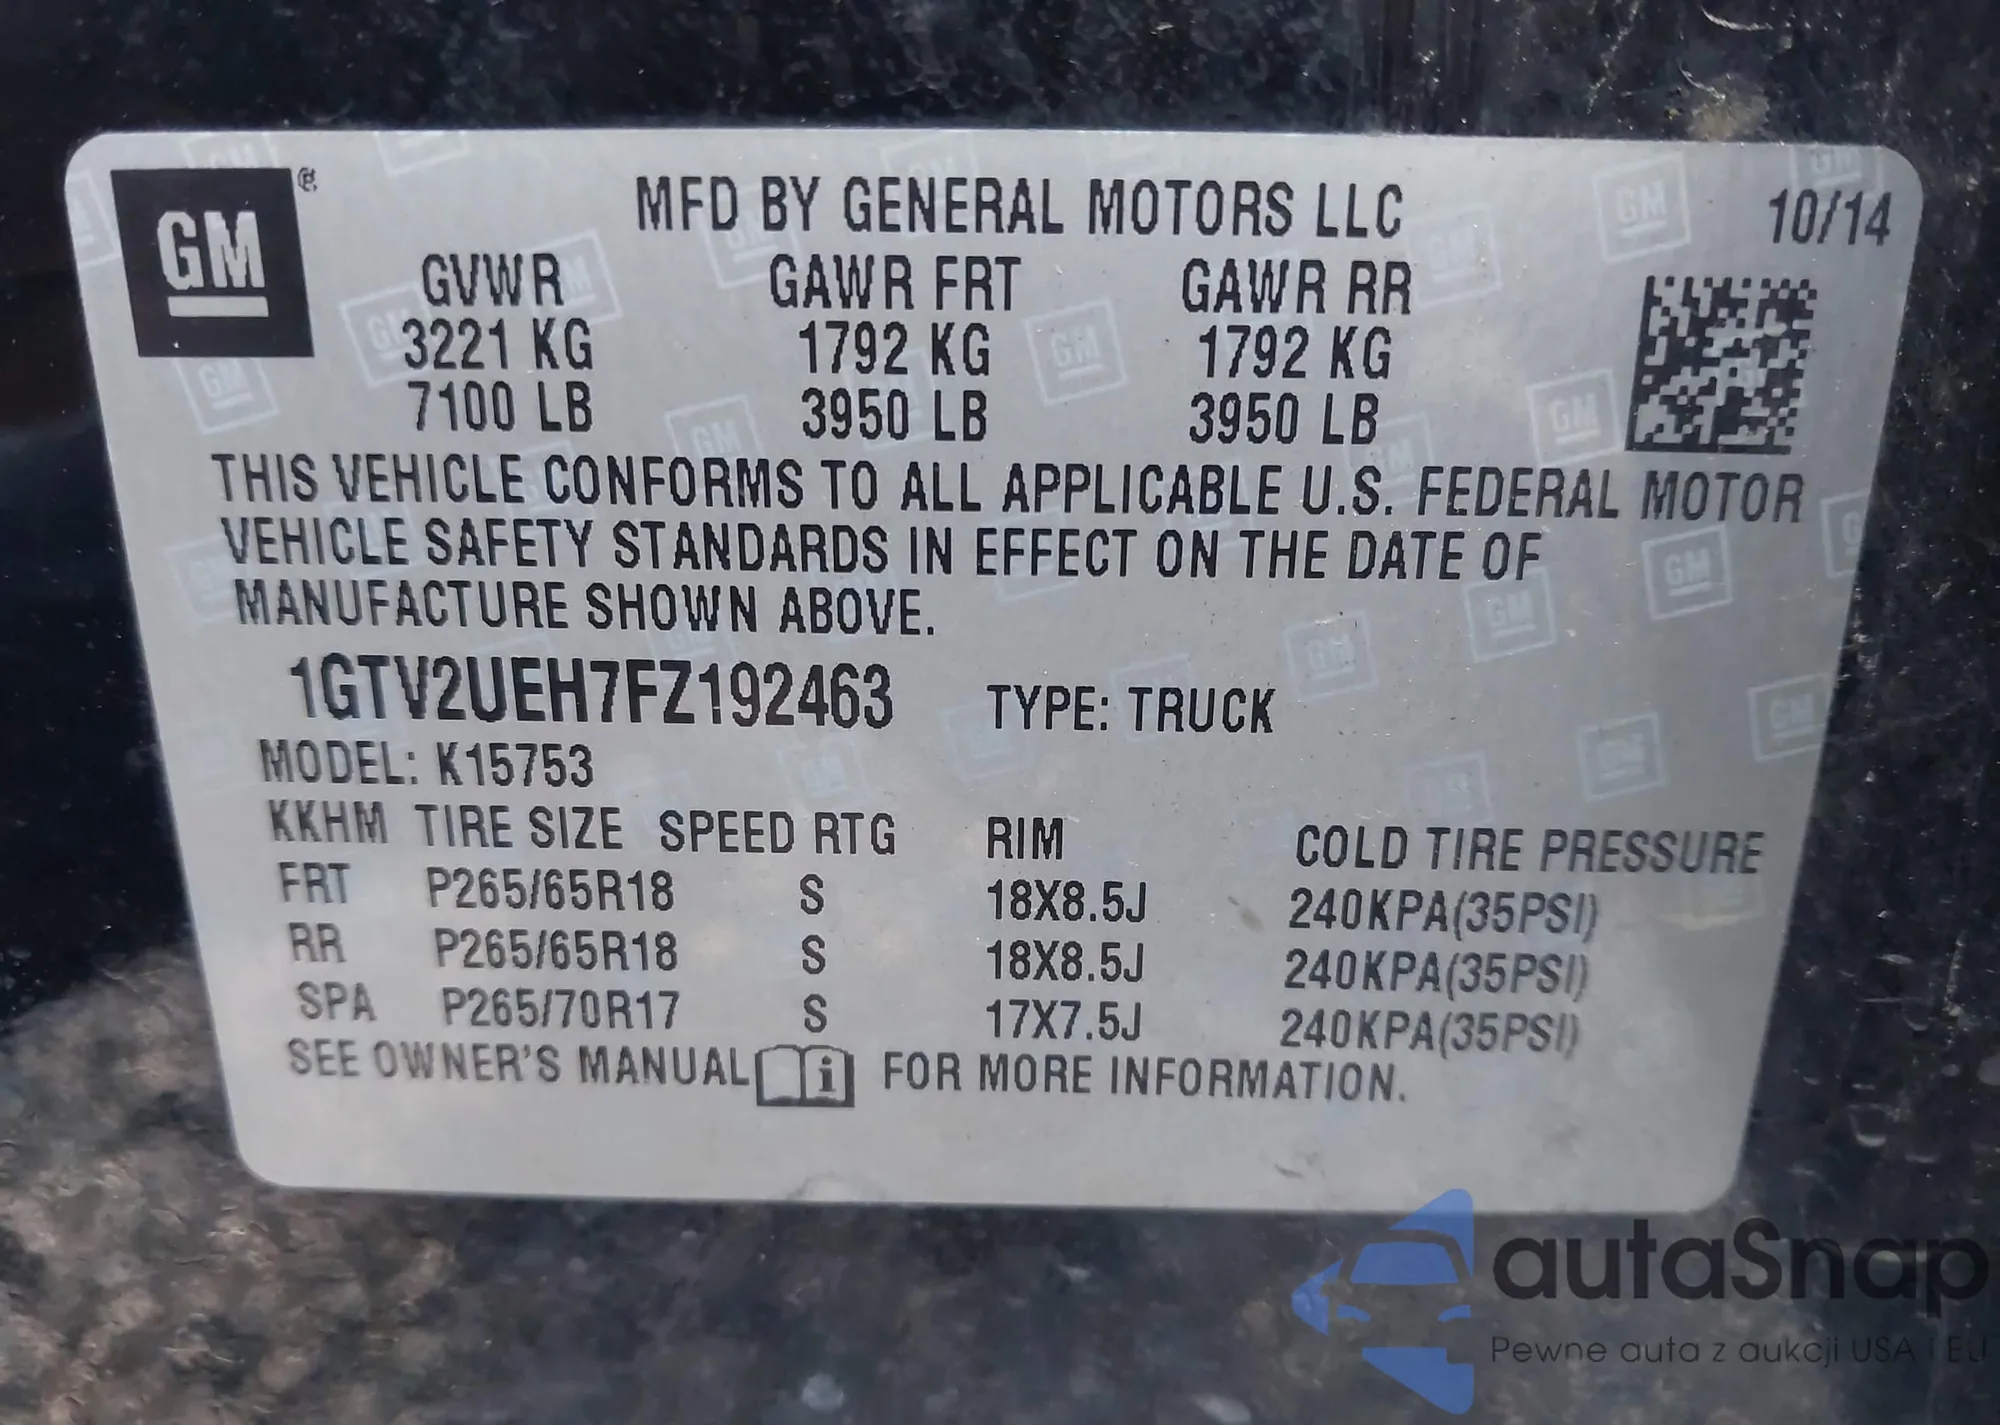 GM
MFD BY GENERAL MOTORS LLC 10/14
GVWR GAWR FRT GAWR RR
3221 KG 1792 KG 1792 KG
7100 LB 3950 LB 3950 LB
THIS VEHICLE CONFORMS TO ALL APPLICABLE U.S. FEDERAL MOTOR
VEHICLE SAFETY STANDARDS IN EFFECT ON THE DATE OF
MANUFACTURE SHOWN ABOVE.
1GTV2UEH7FZ192463 TYPE: TRUCK
MODEL: K15753
KKHM TIRE SIZE SPEED RTG RIM COLD TIRE PRESSURE
FRT P265/65R18 S 18X8.5J 240KPA(35PSI)
RR P265/65R18 S 18X8.5J 240KPA(35PSI)
SPA P265/70R17 S 17X7.5J 240KPA(35PSI)
SEE OWNER'S MANUAL FOR MORE INFORMATION.
autaSnap
Pewne auta z aukcji USA i EU